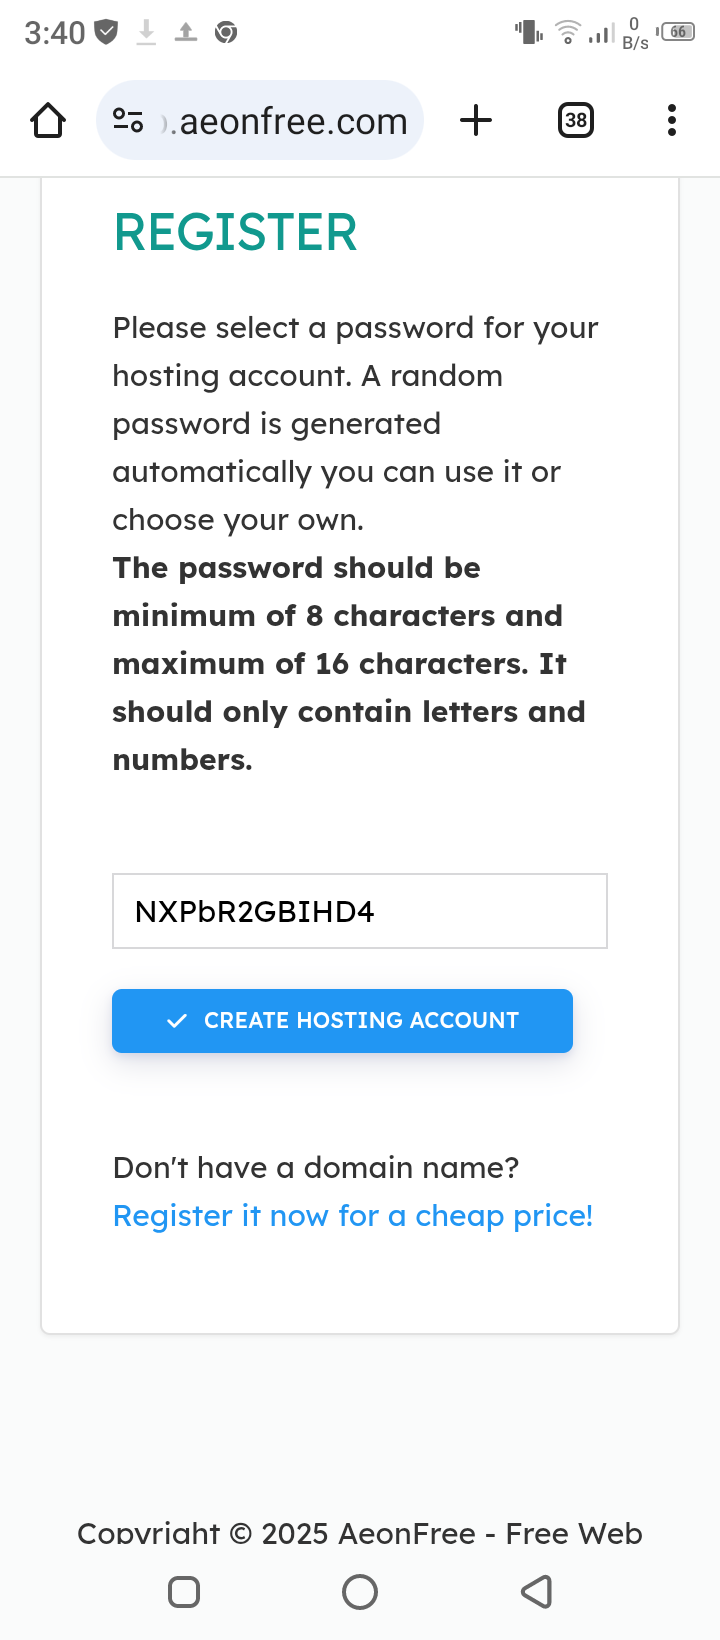 3:40
0
B/s
66
.aeonfree.com
38
REGISTER
Please select a password for your
hosting account. A random
password is generated
automatically you can use it or
choose your own.
The password should be
minimum of 8 characters and
maximum of 16 characters. It
should only contain letters and
numbers.
NXPbR2GBIHD4
CREATE HOSTING ACCOUNT
Don't have a domain name?
Register it now for a cheap price!
Copyright © 2025 AeonFree - Free Web